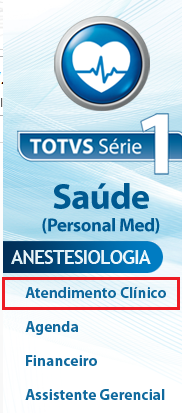 TOTVS Série 1
Saúde
(Personal Med)
ANESTESIOLOGIA
Atendimento Clínico
Agenda
Financeiro
Assistente Gerencial